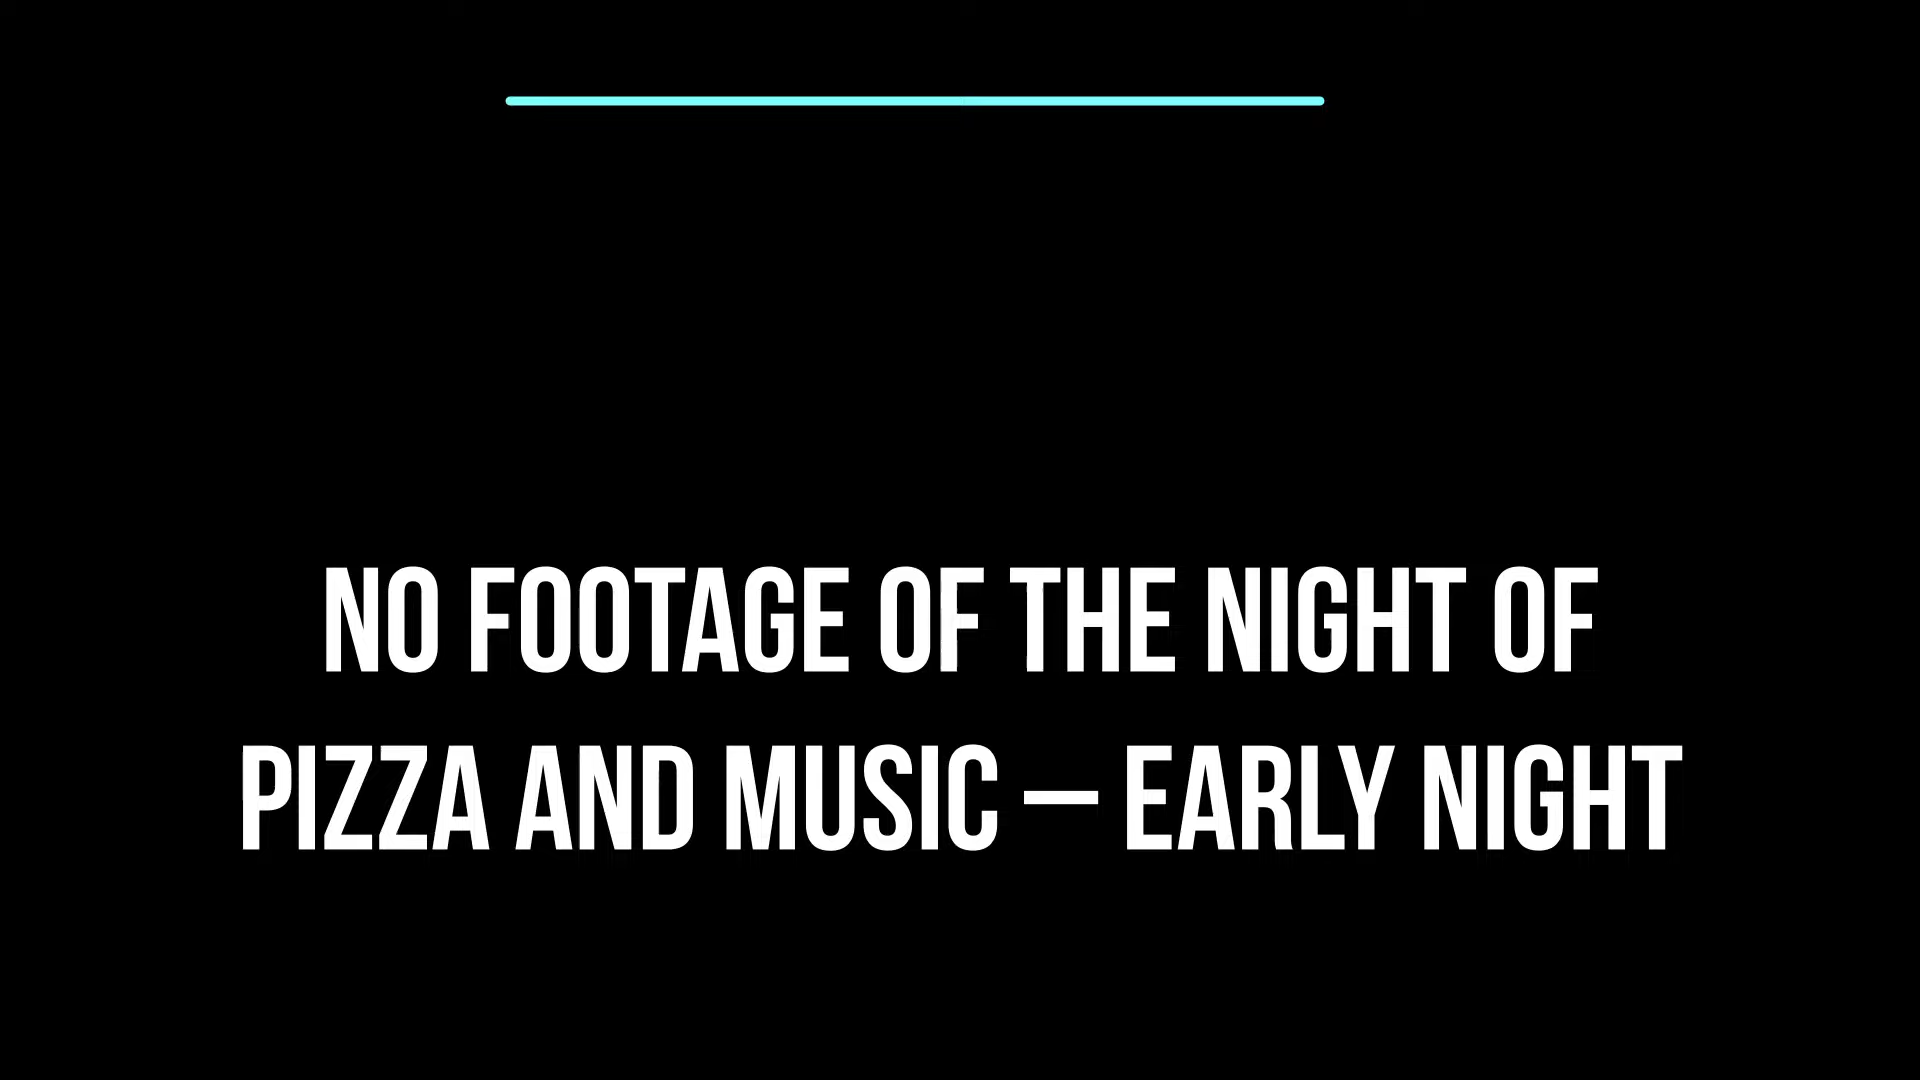 NO FOOTAGE OF THE NIGHT OF
PIZZA AND MUSIC – EARLY NIGHT